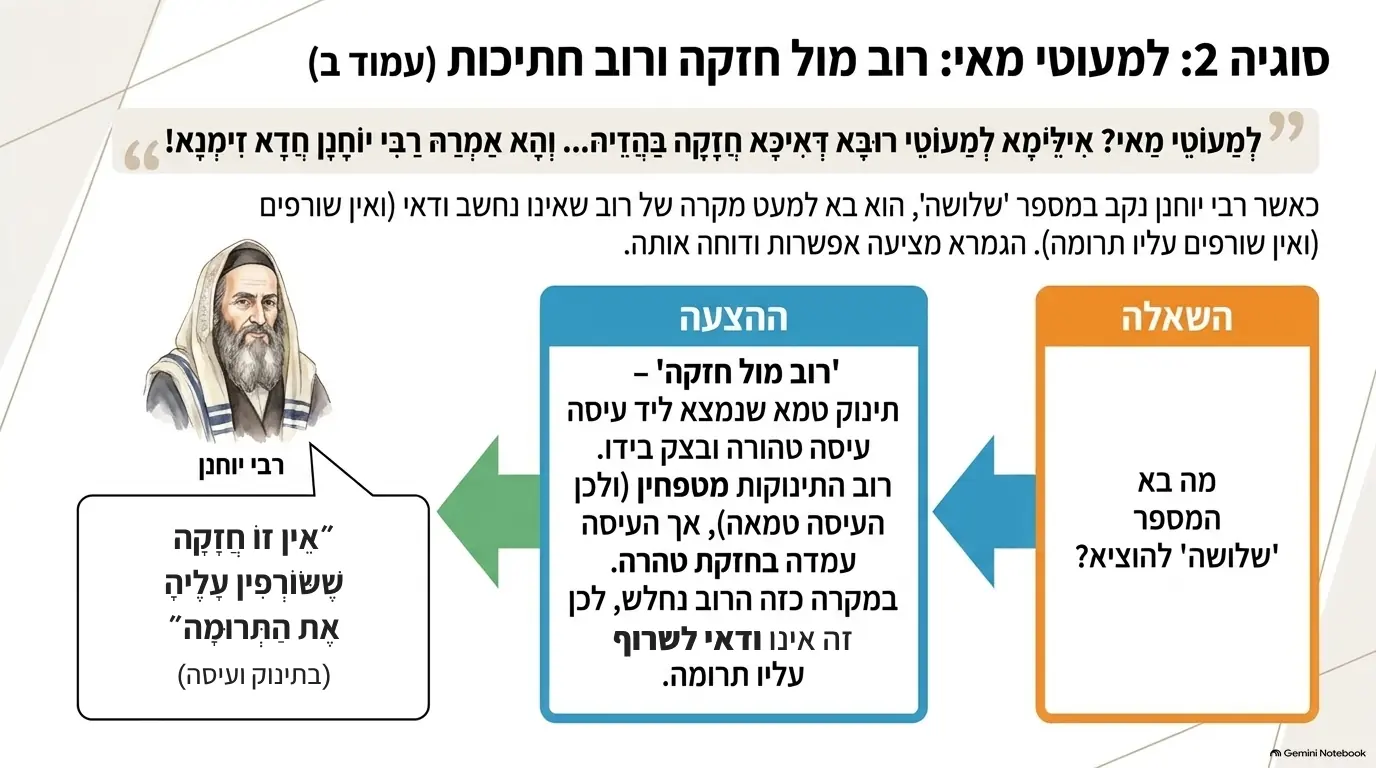 סוגיה 2: למעוטי מאי: רוב מול חזקה ורוב חתיכות (עמוד ב)
”לְמַעוֹטֵי מַאי? אִילֵּימָא לְמַעוֹטֵי רוּבָּא דְּאִיכָּא חֲזָקָה בַּהֲדֵיהּ... וְהָא אַמְרַהּ רַבִּי יוֹחָנָן חֲדָא זִימְנָא!“
כאשר רבי יוחנן נקב במספר 'שלושה', הוא בא למעט מקרה של רוב שאינו נחשב ודאי (ואין שורפים
(ואין שורפים עליו תרומה). הגמרא מציעה אפשרות ודוחה אותה.
השאלה
מה בא
המספר
'שלושה' להוציא?
ההצעה
'רוב מול חזקה' –
תינוק טמא שנמצא ליד עיסה
עיסה טהורה ובצק בידו.
רוב התינוקות מטפחין (ולכן
העיסה טמאה), אך העיסה
עמדה בחזקת טהרה.
במקרה כזה הרוב נחלש, לכן
זה אינו ודאי לשרוף
עליו תרומה.
רבי יוחנן
״אֵין זוֹ חֲזָקָה
שֶׁשּׂוֹרְפִין עָלֶיהָ
אֶת הַתְּרוּמָה״
(בתינוק ועיסה)
Gemini Notebook